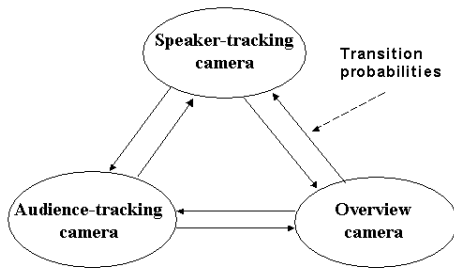 Speaker-tracking
camera
Transition
probabilities
Audience-tracking
camera
Overview
camera